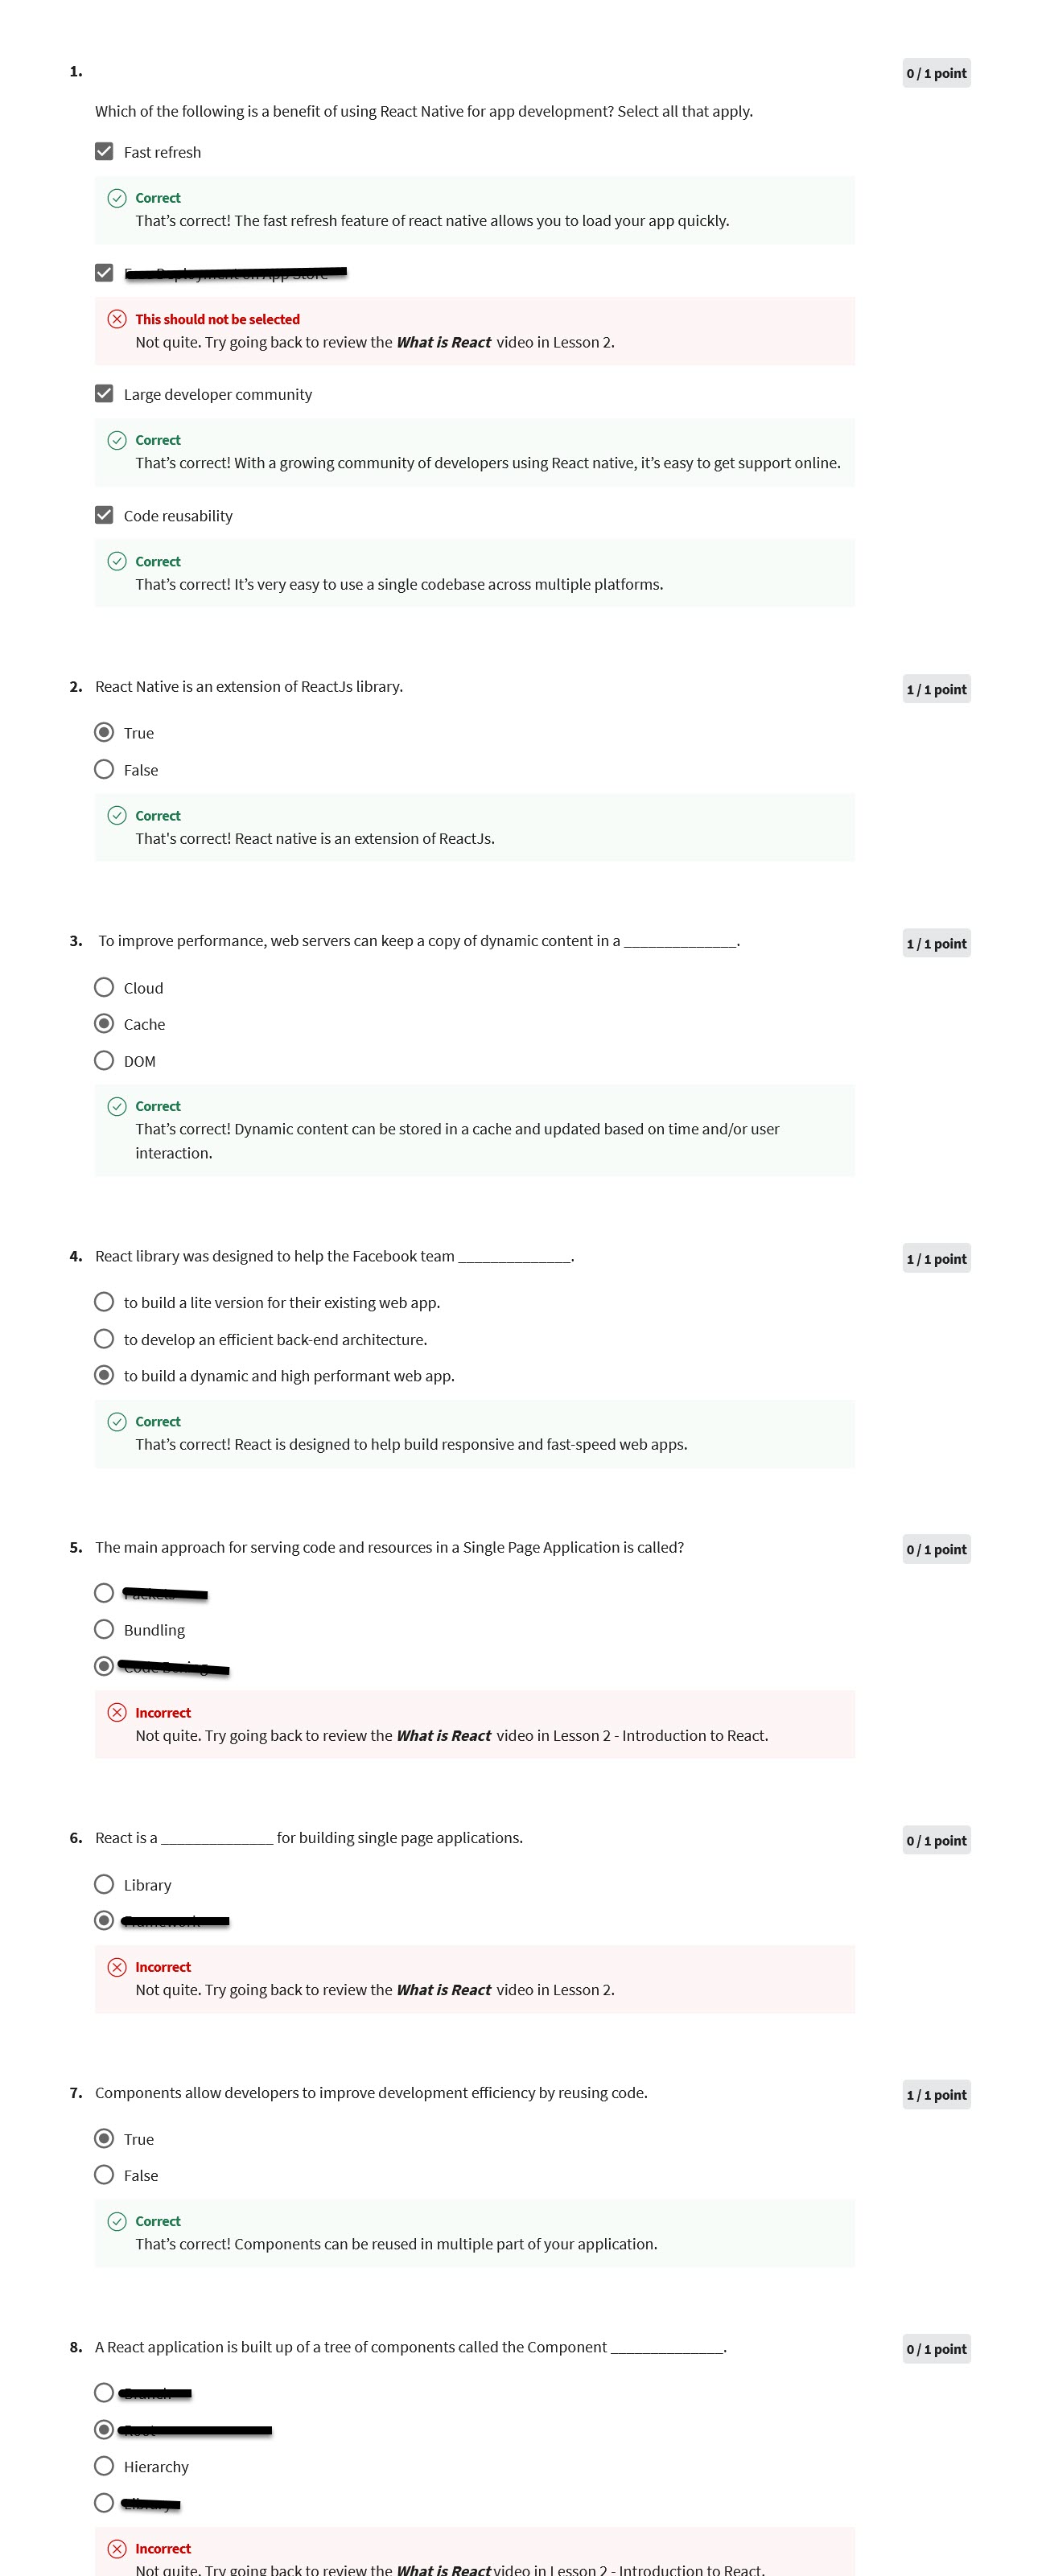 1.
0 / 1 point
Which of the following is a benefit of using React Native for app development? Select all that apply.
Fast refresh
Correct
That’s correct! The fast refresh feature of react native allows you to load your app quickly.
This should not be selected
Not quite. Try going back to review the What is React video in Lesson 2.
Large developer community
Correct
That’s correct! With a growing community of developers using React native, it’s easy to get support online.
Code reusability
Correct
That’s correct! It’s very easy to use a single codebase across multiple platforms.
2. React Native is an extension of ReactJs library.
1 / 1 point
True
False
Correct
That's correct! React native is an extension of ReactJs.
3. To improve performance, web servers can keep a copy of dynamic content in a ______________.
1 / 1 point
Cloud
Cache
DOM
Correct
That’s correct! Dynamic content can be stored in a cache and updated based on time and/or user
interaction.
4. React library was designed to help the Facebook team ______________.
1 / 1 point
to build a lite version for their existing web app.
to develop an efficient back-end architecture.
to build a dynamic and high performant web app.
Correct
That’s correct! React is designed to help build responsive and fast-speed web apps.
5. The main approach for serving code and resources in a Single Page Application is called?
0 / 1 point
Bundling
Incorrect
Not quite. Try going back to review the What is React video in Lesson 2 - Introduction to React.
6. React is a ______________ for building single page applications.
0 / 1 point
Library
Incorrect
Not quite. Try going back to review the What is React video in Lesson 2.
7. Components allow developers to improve development efficiency by reusing code.
1 / 1 point
True
False
Correct
That’s correct! Components can be reused in multiple part of your application.
8. A React application is built up of a tree of components called the Component ______________.
0 / 1 point
Hierarchy
Incorrect
Not quite. Try going back to review the What is React video in Lesson 2 - Introduction to React.